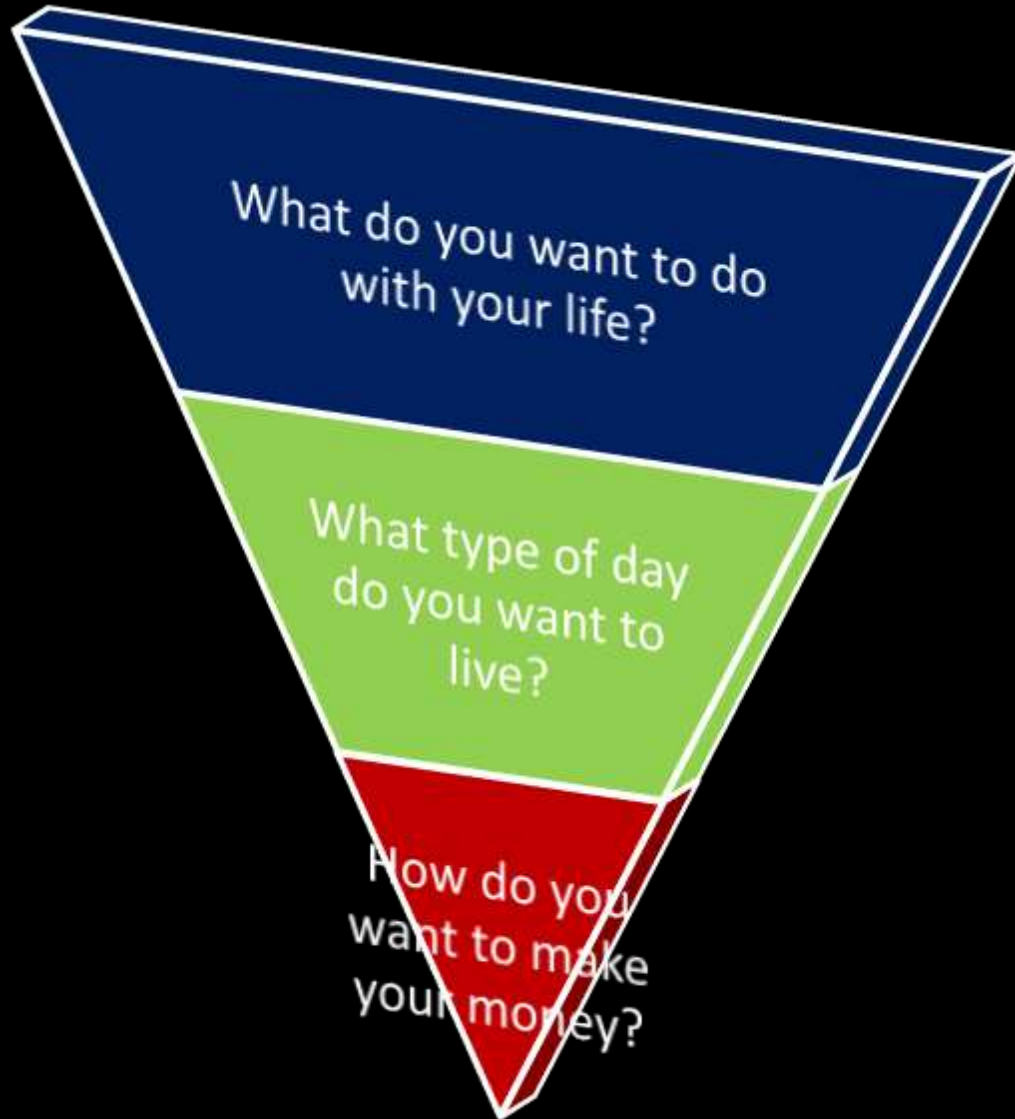 What do you want to do
with your life?
What type of day
do you want to
live?
How do you
want to make
your money?